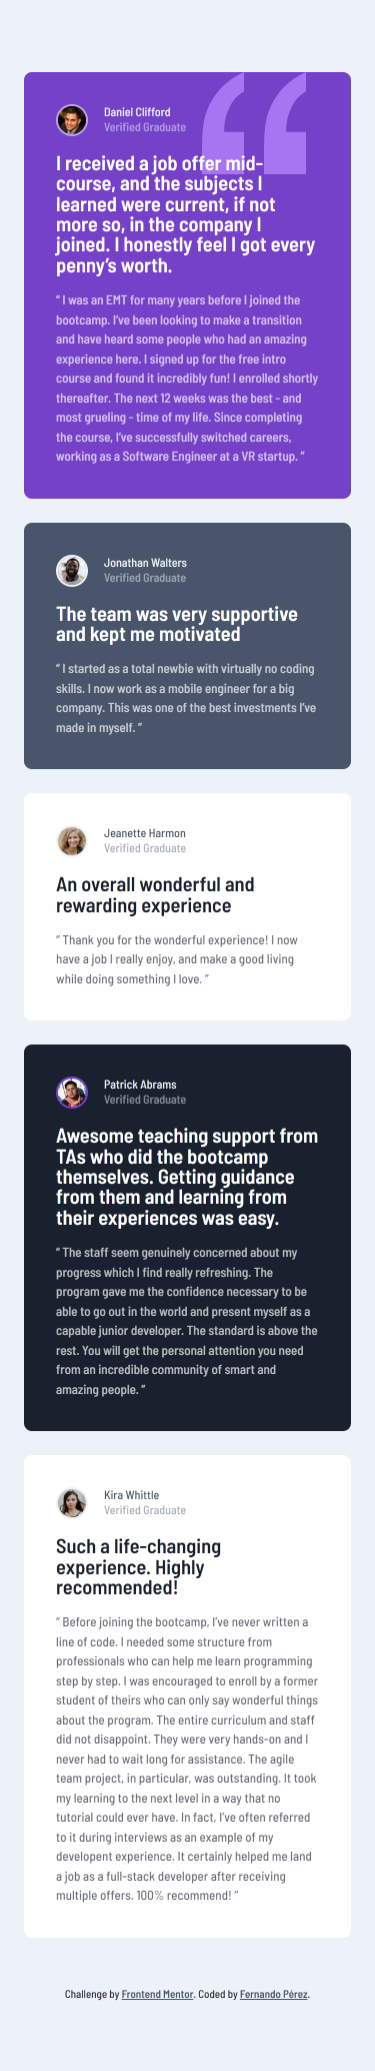 Daniel Clifford
Verified Graduate
I received a job offer mid-
course, and the subjects I
learned were current, if not
more so, in the company I
joined. I honestly feel I got every
penny’s worth.
“ I was an EMT for many years before I joined the
bootcamp. I’ve been looking to make a transition
and have heard some people who had an amazing
experience here. I signed up for the free intro
course and found it incredibly fun! I enrolled shortly
thereafter. The next 12 weeks was the best - and
most grueling - time of my life. Since completing
the course, I’ve successfully switched careers,
working as a Software Engineer at a VR startup. ”
Jonathan Walters
Verified Graduate
The team was very supportive
and kept me motivated
“ I started as a total newbie with virtually no coding
skills. I now work as a mobile engineer for a big
company. This was one of the best investments I’ve
made in myself. ”
Jeanette Harmon
Verified Graduate
An overall wonderful and
rewarding experience
“ Thank you for the wonderful experience! I now
have a job I really enjoy, and make a good living
while doing something I love. ”
Patrick Abrams
Verified Graduate
Awesome teaching support from
TAs who did the bootcamp
themselves. Getting guidance
from them and learning from
their experiences was easy.
“ The staff seem genuinely concerned about my
progress which I find really refreshing. The
program gave me the confidence necessary to be
able to go out in the world and present myself as a
capable junior developer. The standard is above the
rest. You will get the personal attention you need
from an incredible community of smart and
amazing people. ”
Kira Whittle
Verified Graduate
Such a life-changing
experience. Highly
recommended!
“ Before joining the bootcamp, I’ve never written a
line of code. I needed some structure from
professionals who can help me learn programming
step by step. I was encouraged to enroll by a former
student of theirs who can only say wonderful things
about the program. The entire curriculum and staff
did not disappoint. They were very hands-on and I
never had to wait long for assistance. The agile
team project, in particular, was outstanding. It took
my learning to the next level in a way that no
tutorial could ever have. In fact, I’ve often referred
to it during interviews as an example of my
developent experience. It certainly helped me land
a job as a full-stack developer after receiving
multiple offers. 100% recommend! ”
Challenge by Frontend Mentor. Coded by Fernando Pérez.